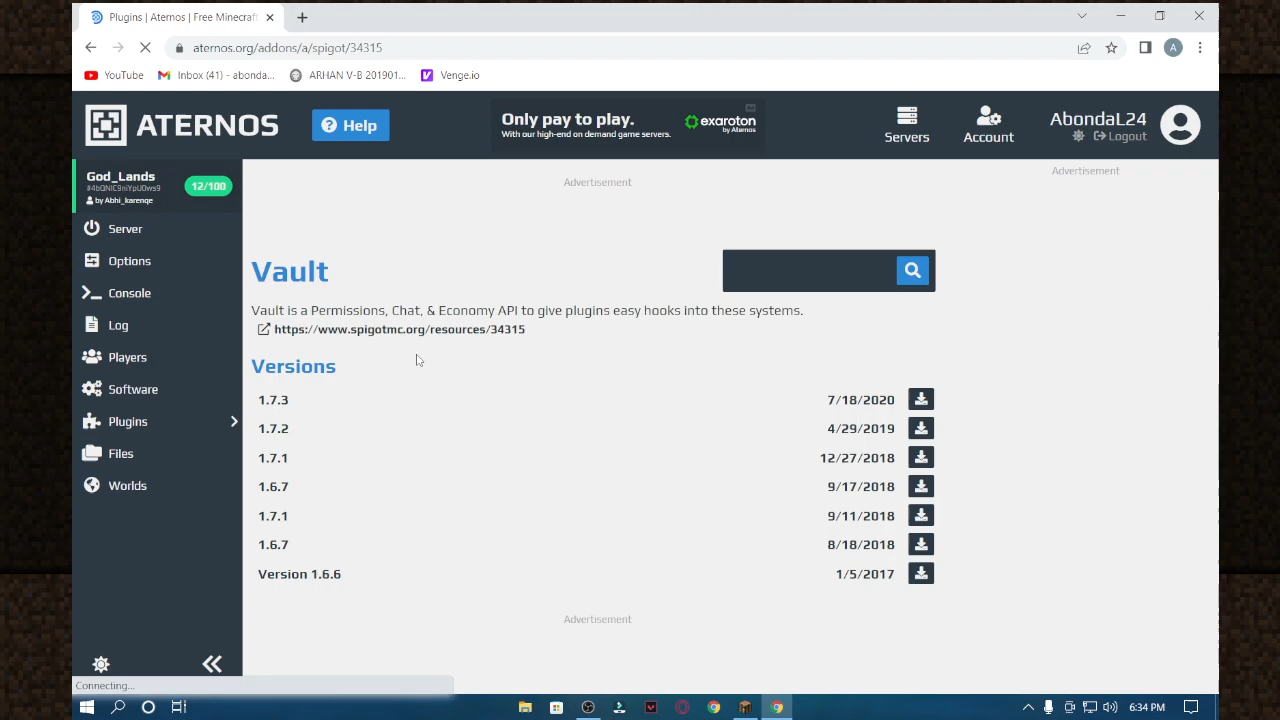 Plugins | Aternos | Free Minecraft
aternos.org/addons/a/spigot/34315
YouTube
Inbox (41) - abonda...
ARHAN V-B 201901...
Venge.io
ATERNOS
Help
Only pay to play.
With our high-end on demand game servers.
exaroton
by Aternos
Ad
Servers
Account
AbondaL24
Logout
A
God_Lands
#4bQNlC9niYpU0ws9
by Abhi_karenqe
12/100
Server
Options
Console
Log
Players
Software
Plugins
Files
Worlds
Advertisement
Advertisement
Vault
Vault is a Permissions, Chat, & Economy API to give plugins easy hooks into these systems.
https://www.spigotmc.org/resources/34315
Versions
1.7.3 7/18/2020
1.7.2 4/29/2019
1.7.1 12/27/2018
1.6.7 9/17/2018
1.7.1 9/11/2018
1.6.7 8/18/2018
Version 1.6.6 1/5/2017
Advertisement
Connecting...
6:34 PM